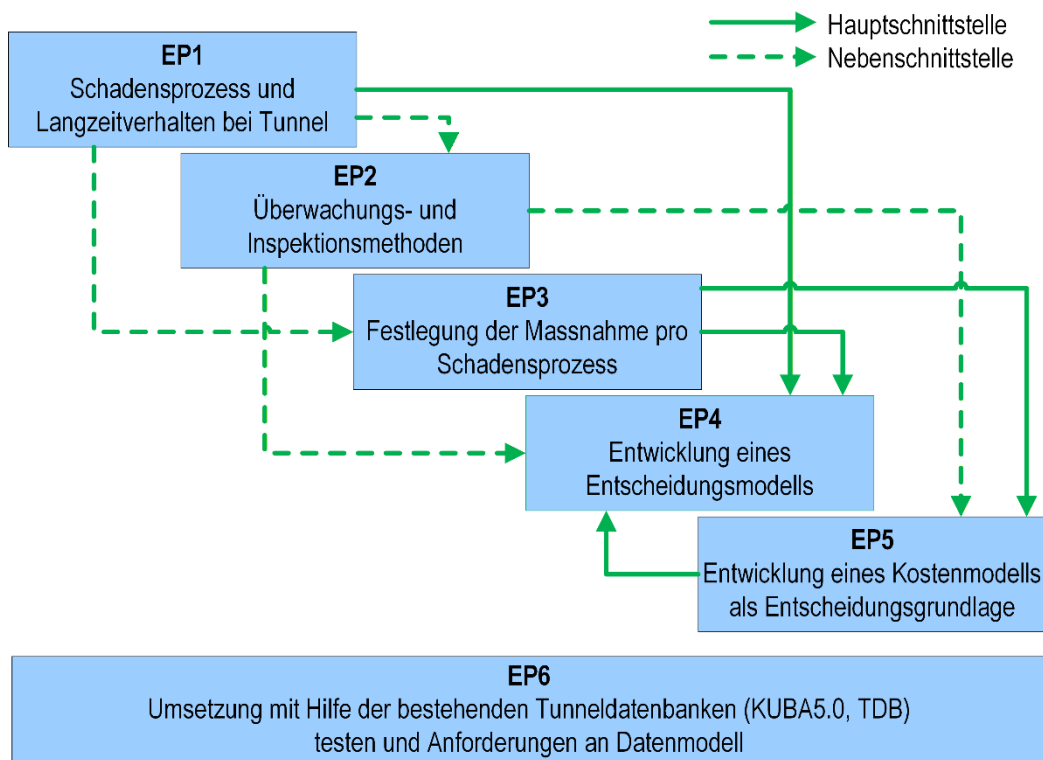 Hauptschnittstelle
Nebenschnittstelle
EP1
Schadensprozess und
Langzeitverhalten bei Tunnel
EP2
Überwachungs- und
Inspektionsmethoden
EP3
Festlegung der Massnahme pro
Schadensprozess
EP4
Entwicklung eines
Entscheidungsmodells
EP5
Entwicklung eines Kostenmodells
als Entscheidungsgrundlage
EP6
Umsetzung mit Hilfe der bestehenden Tunneldatenbanken (KUBA5.0, TDB)
testen und Anforderungen an Datenmodell